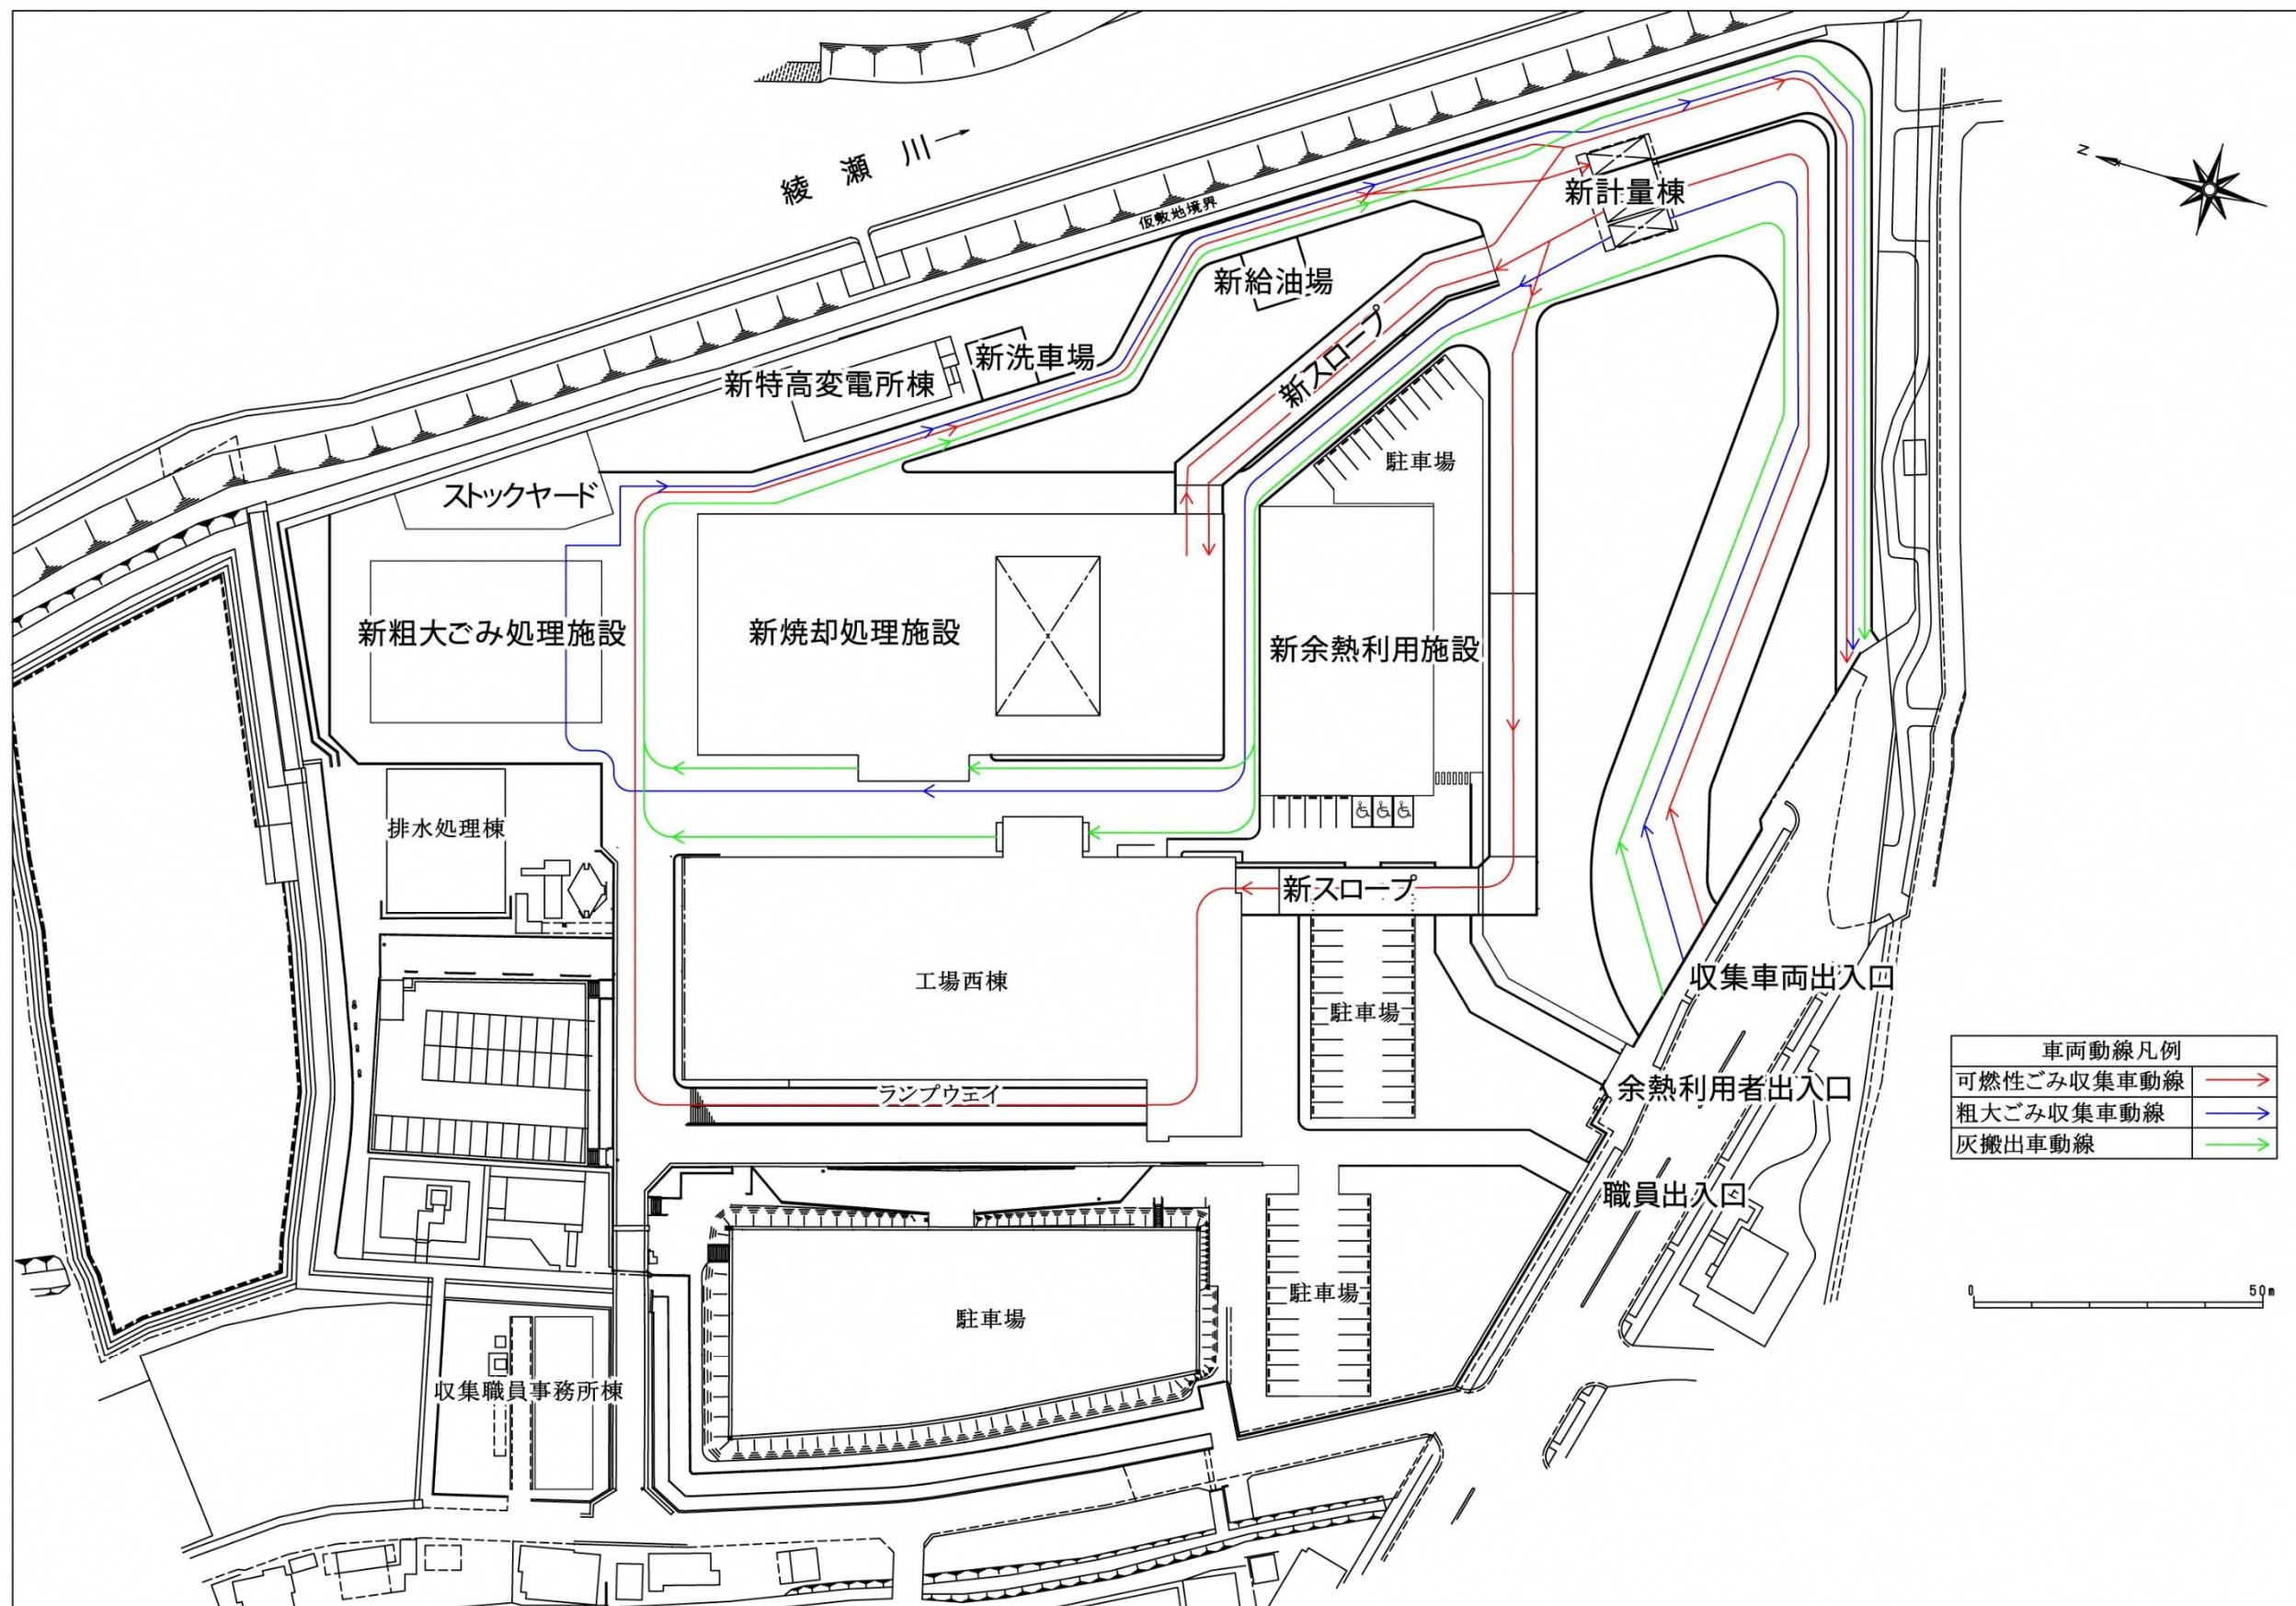 綾瀬川
仮敷地境界
新計量棟
N
新給油場
新洗車場
新特高変電所棟
新スロープ
駐車場
ストックヤード
新粗大ごみ処理施設
新焼却処理施設
新余熱利用施設
排水処理棟
新スロープ
工場西棟
駐車場
収集車両出入口
ランプウェイ
余熱利用者出入口
職員出入口
車両動線凡例
可燃性ごみ収集車動線
粗大ごみ収集車動線
灰搬出車動線
0 50m
駐車場
駐車場
収集職員事務所棟